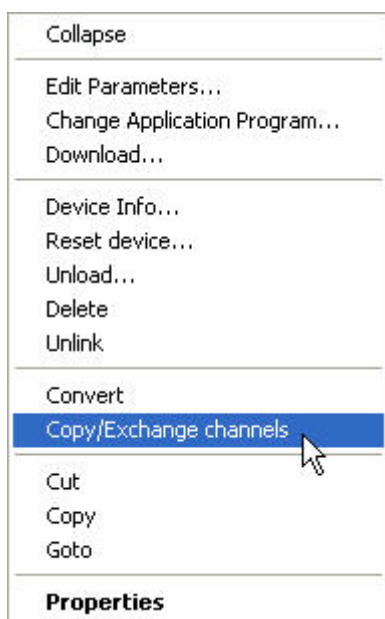 Collapse
Edit Parameters...
Change Application Program...
Download...
Device Info...
Reset device...
Unload...
Delete
Unlink
Convert
Copy/Exchange channels
Cut
Copy
Goto
Properties